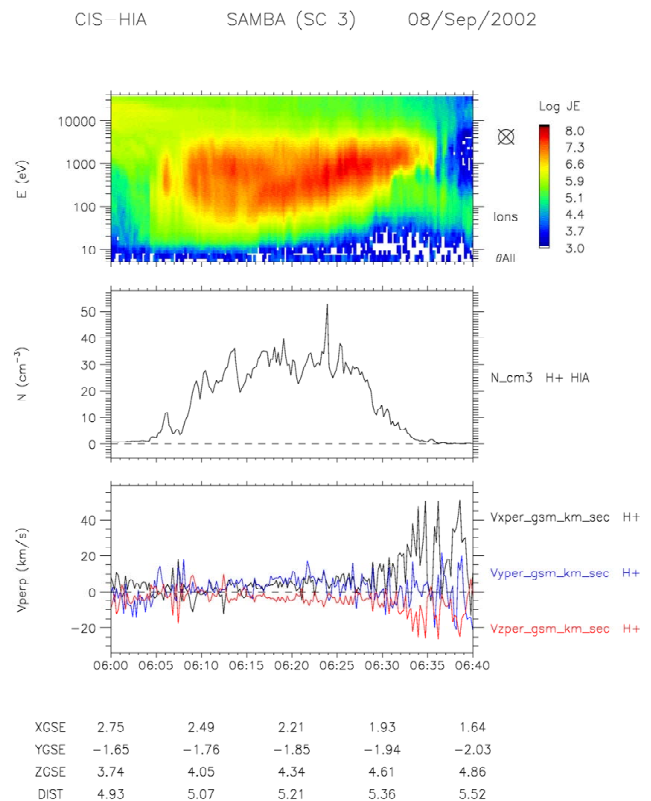 CIS-HIA SAMBA (SC 3) 08/Sep/2002
Log JE
10000
1000
100
10
E (eV)
8.0
7.3
6.6
5.9
5.1
4.4
3.7
3.0
Ions
θAll
50
40
30
20
10
0
N (cm⁻³)
N_cm3 H+ HIA
40
20
0
−20
Vperp (km/s)
Vxper_gsm_km_sec H+
Vyper_gsm_km_sec H+
Vzper_gsm_km_sec H+
06:00 06:05 06:10 06:15 06:20 06:25 06:30 06:35 06:40
XGSE 2.75 2.49 2.21 1.93 1.64
YGSE −1.65 −1.76 −1.85 −1.94 −2.03
ZGSE 3.74 4.05 4.34 4.61 4.86
DIST 4.93 5.07 5.21 5.36 5.52